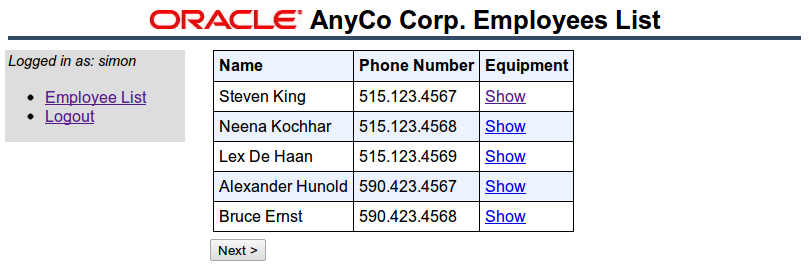 ORACLE® AnyCo Corp. Employees List
Logged in as: simon
• Employee List
• Logout
Name Phone Number Equipment
Steven King 515.123.4567 Show
Neena Kochhar 515.123.4568 Show
Lex De Haan 515.123.4569 Show
Alexander Hunold 590.423.4567 Show
Bruce Ernst 590.423.4568 Show
Next >